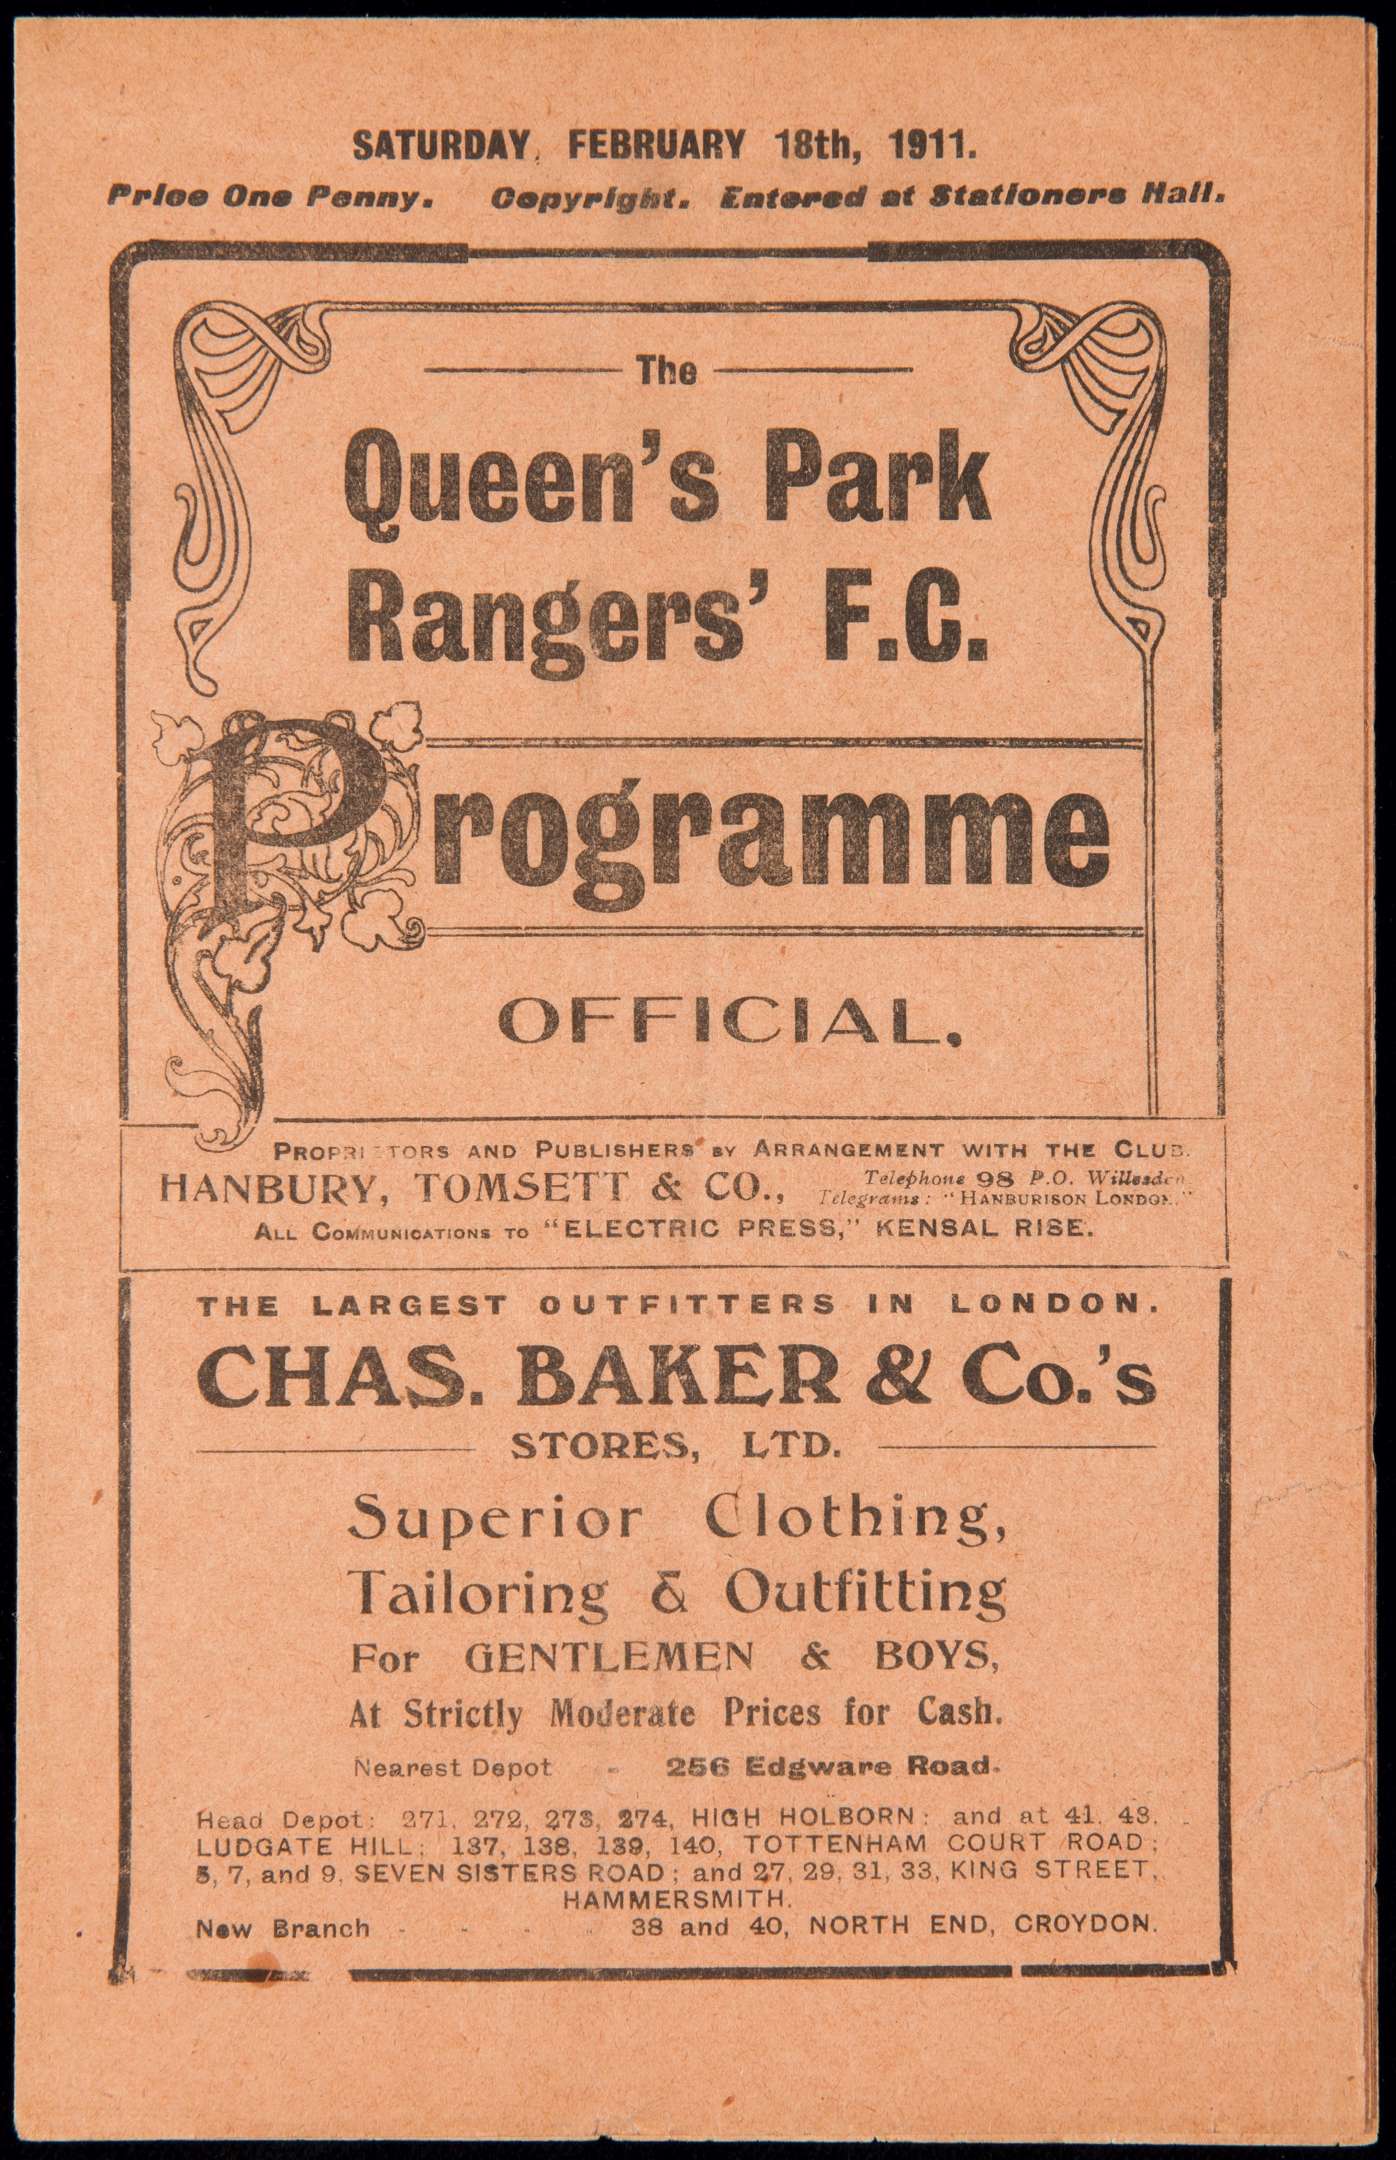 SATURDAY, FEBRUARY 18th, 1911.
Price One Penny. Copyright. Entered at Stationers Hall.
The
Queen's Park
Rangers' F.C.
Programme
OFFICIAL.
PROPRIETORS AND PUBLISHERS BY ARRANGEMENT WITH THE CLUB.
HANBURY, TOMSETT & CO., Telephone 98 P.O. Willesden
Telegrams: "HANBURISON LONDON."
ALL COMMUNICATIONS TO "ELECTRIC PRESS," KENSAL RISE.
THE LARGEST OUTFITTERS IN LONDON.
CHAS. BAKER & Co.'s
STORES, LTD.
Superior Clothing,
Tailoring & Outfitting
For GENTLEMEN & BOYS,
At Strictly Moderate Prices for Cash.
Nearest Depot - 256 Edgware Road.
Head Depot: 271, 272, 273, 274, HIGH HOLBORN: and at 41, 43,
LUDGATE HILL; 137, 138, 139, 140, TOTTENHAM COURT ROAD;
5, 7, and 9, SEVEN SISTERS ROAD; and 27, 29, 31, 33, KING STREET,
HAMMERSMITH.
New Branch - - - - 38 and 40, NORTH END, CROYDON.